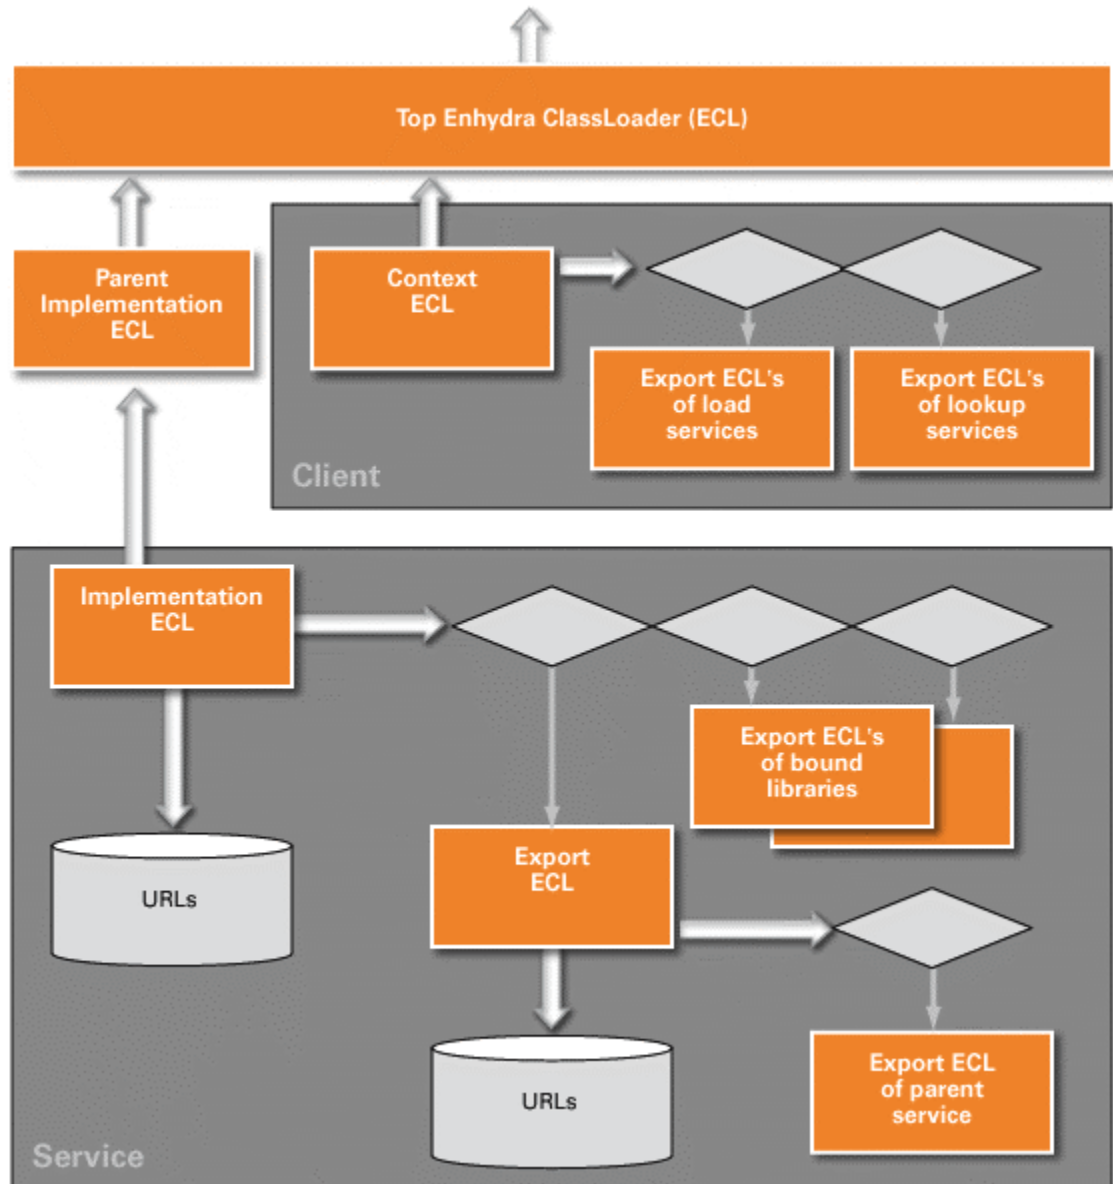 Top Enhydra ClassLoader (ECL)
Parent
Implementation
ECL
Context
ECL
Export ECL's
of load
services
Export ECL's
of lookup
services
Client
Implementation
ECL
Export ECL's
of bound
libraries
URLs
Export
ECL
URLs
Export ECL
of parent
service
Service